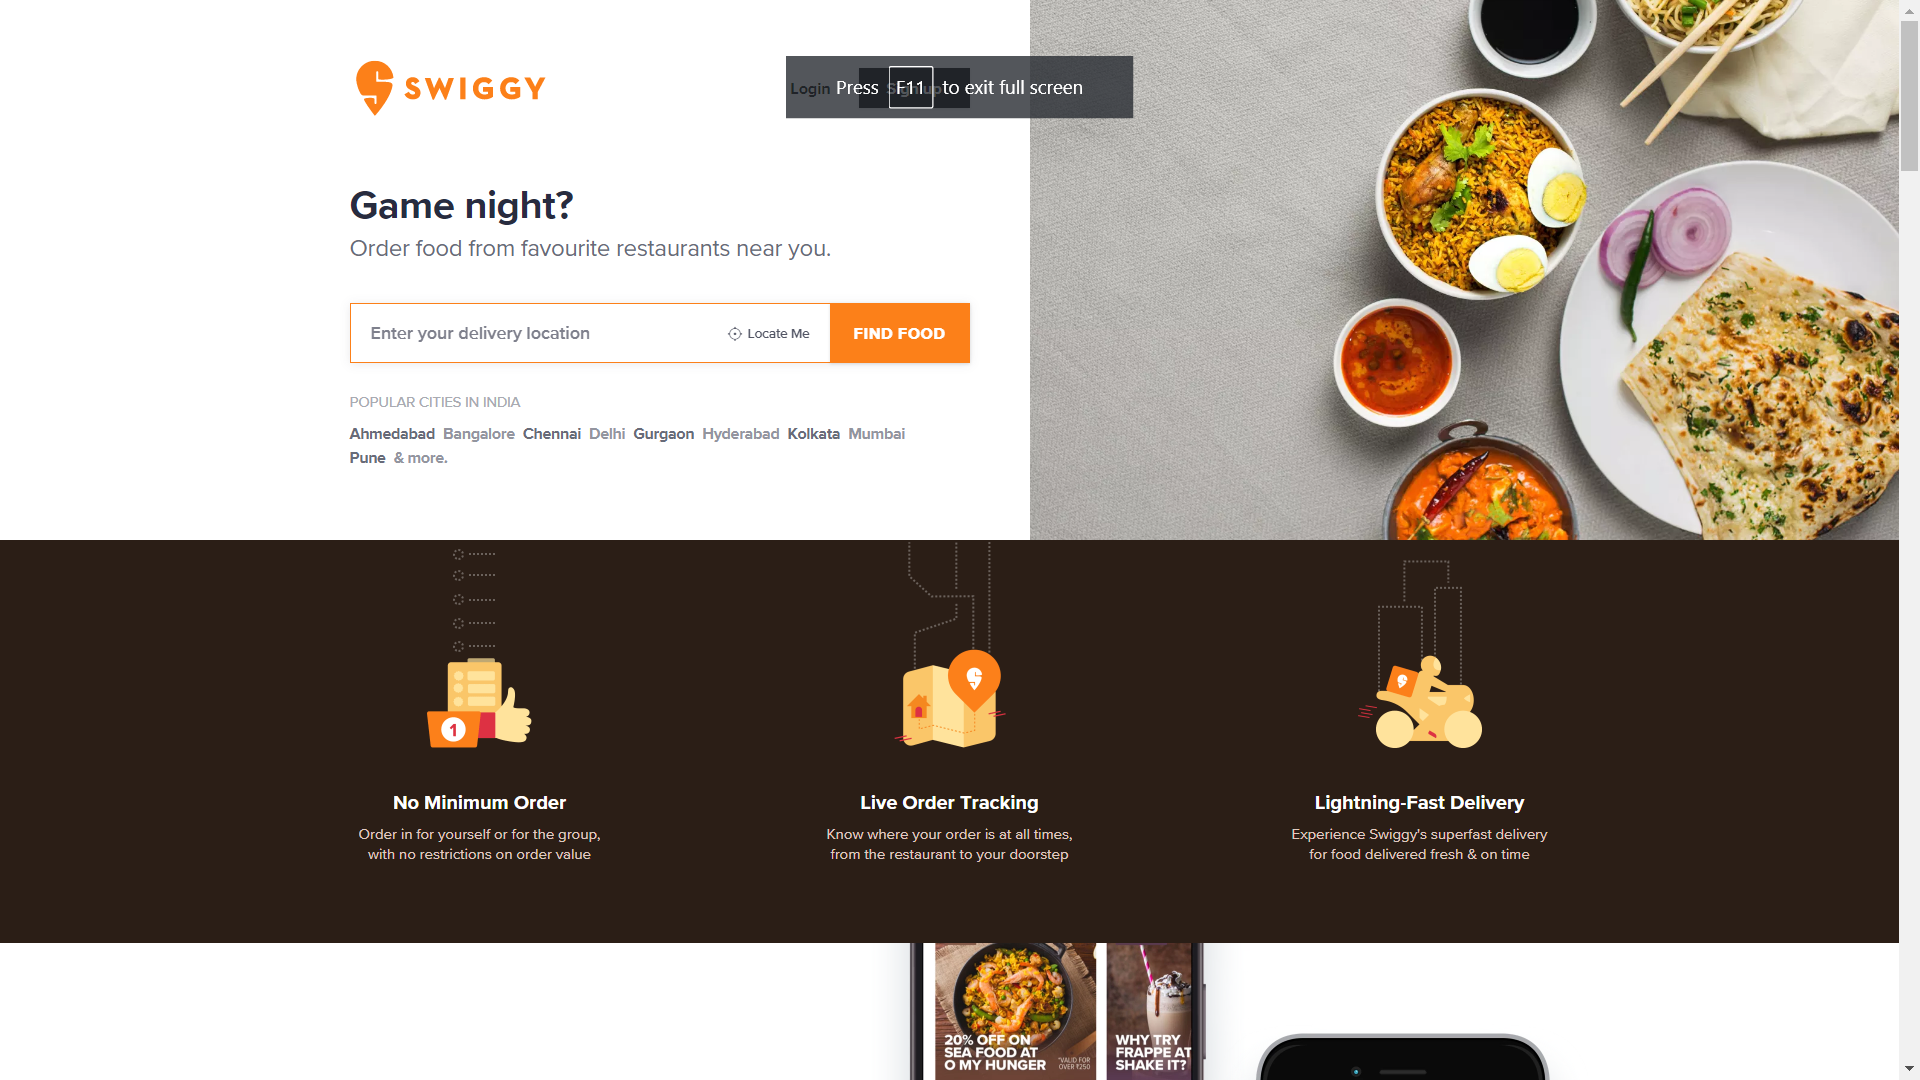 SWIGGY
Login
Press F11 to exit full screen
Game night?
Order food from favourite restaurants near you.
Enter your delivery location
Locate Me
FIND FOOD
POPULAR CITIES IN INDIA
Ahmedabad Bangalore Chennai Delhi Gurgaon Hyderabad Kolkata Mumbai
Pune & more.
1
No Minimum Order
Order in for yourself or for the group,
with no restrictions on order value
Live Order Tracking
Know where your order is at all times,
from the restaurant to your doorstep
Lightning-Fast Delivery
Experience Swiggy's superfast delivery
for food delivered fresh & on time
20% OFF ON
SEA FOOD AT
O MY HUNGER
*VALID FOR
OVER ₹250
WHY TRY
FRAPPE AT
SHAKE IT?